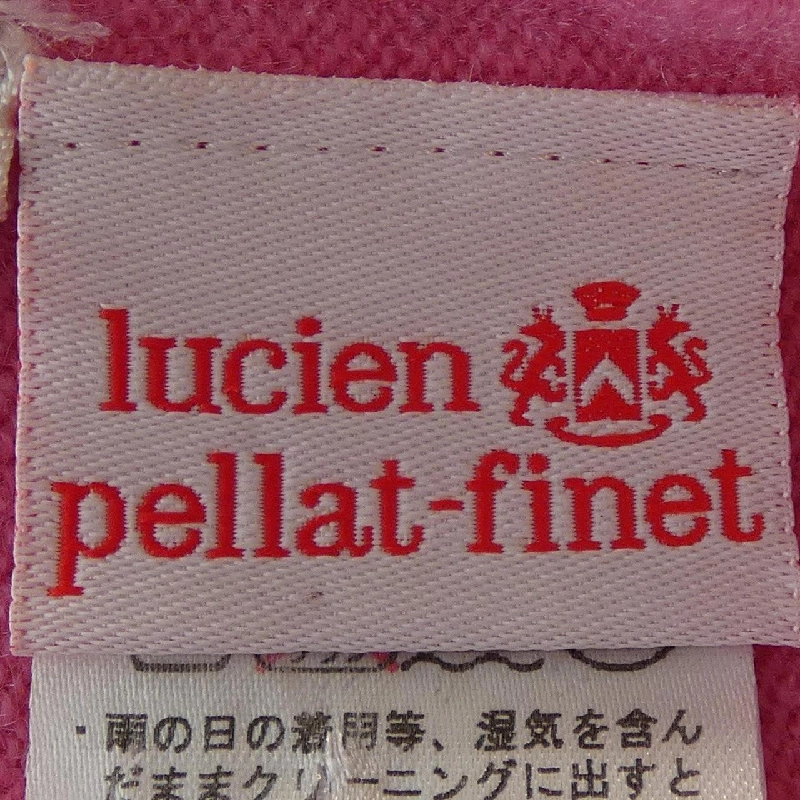 lucien
pellat-finet
・雨の日の着用等、湿気を含ん
だままクリーニングに出すと